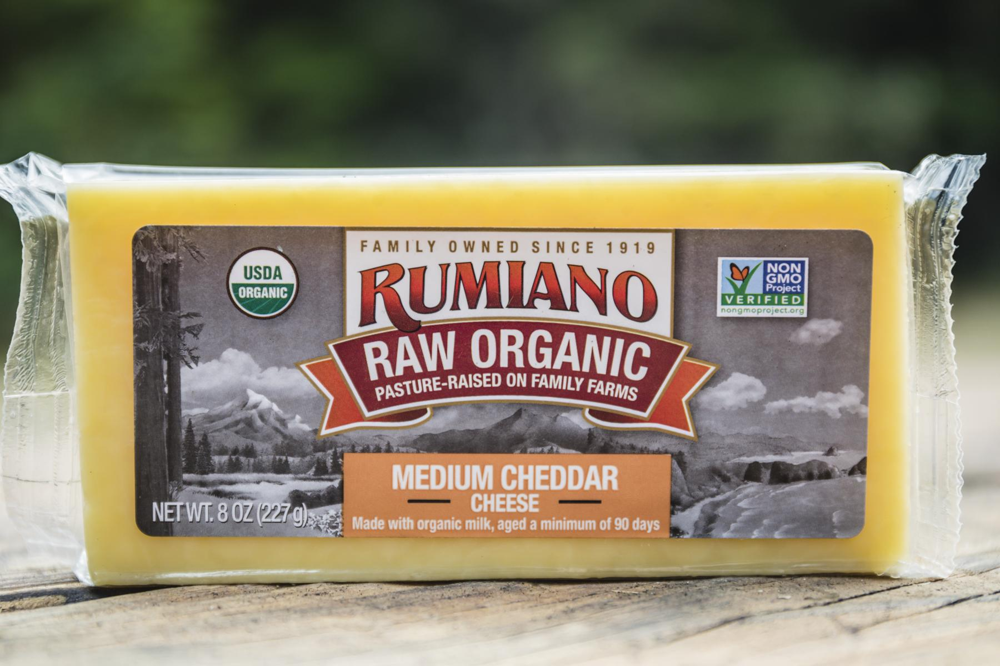 FAMILY OWNED SINCE 1919
RUMIANO
RAW ORGANIC
PASTURE-RAISED ON FAMILY FARMS
USDA
ORGANIC
NON
GMO
Project
VERIFIED
nongmoproject.org
MEDIUM CHEDDAR
CHEESE
Made with organic milk, aged a minimum of 90 days
NET WT. 8 OZ (227 g)